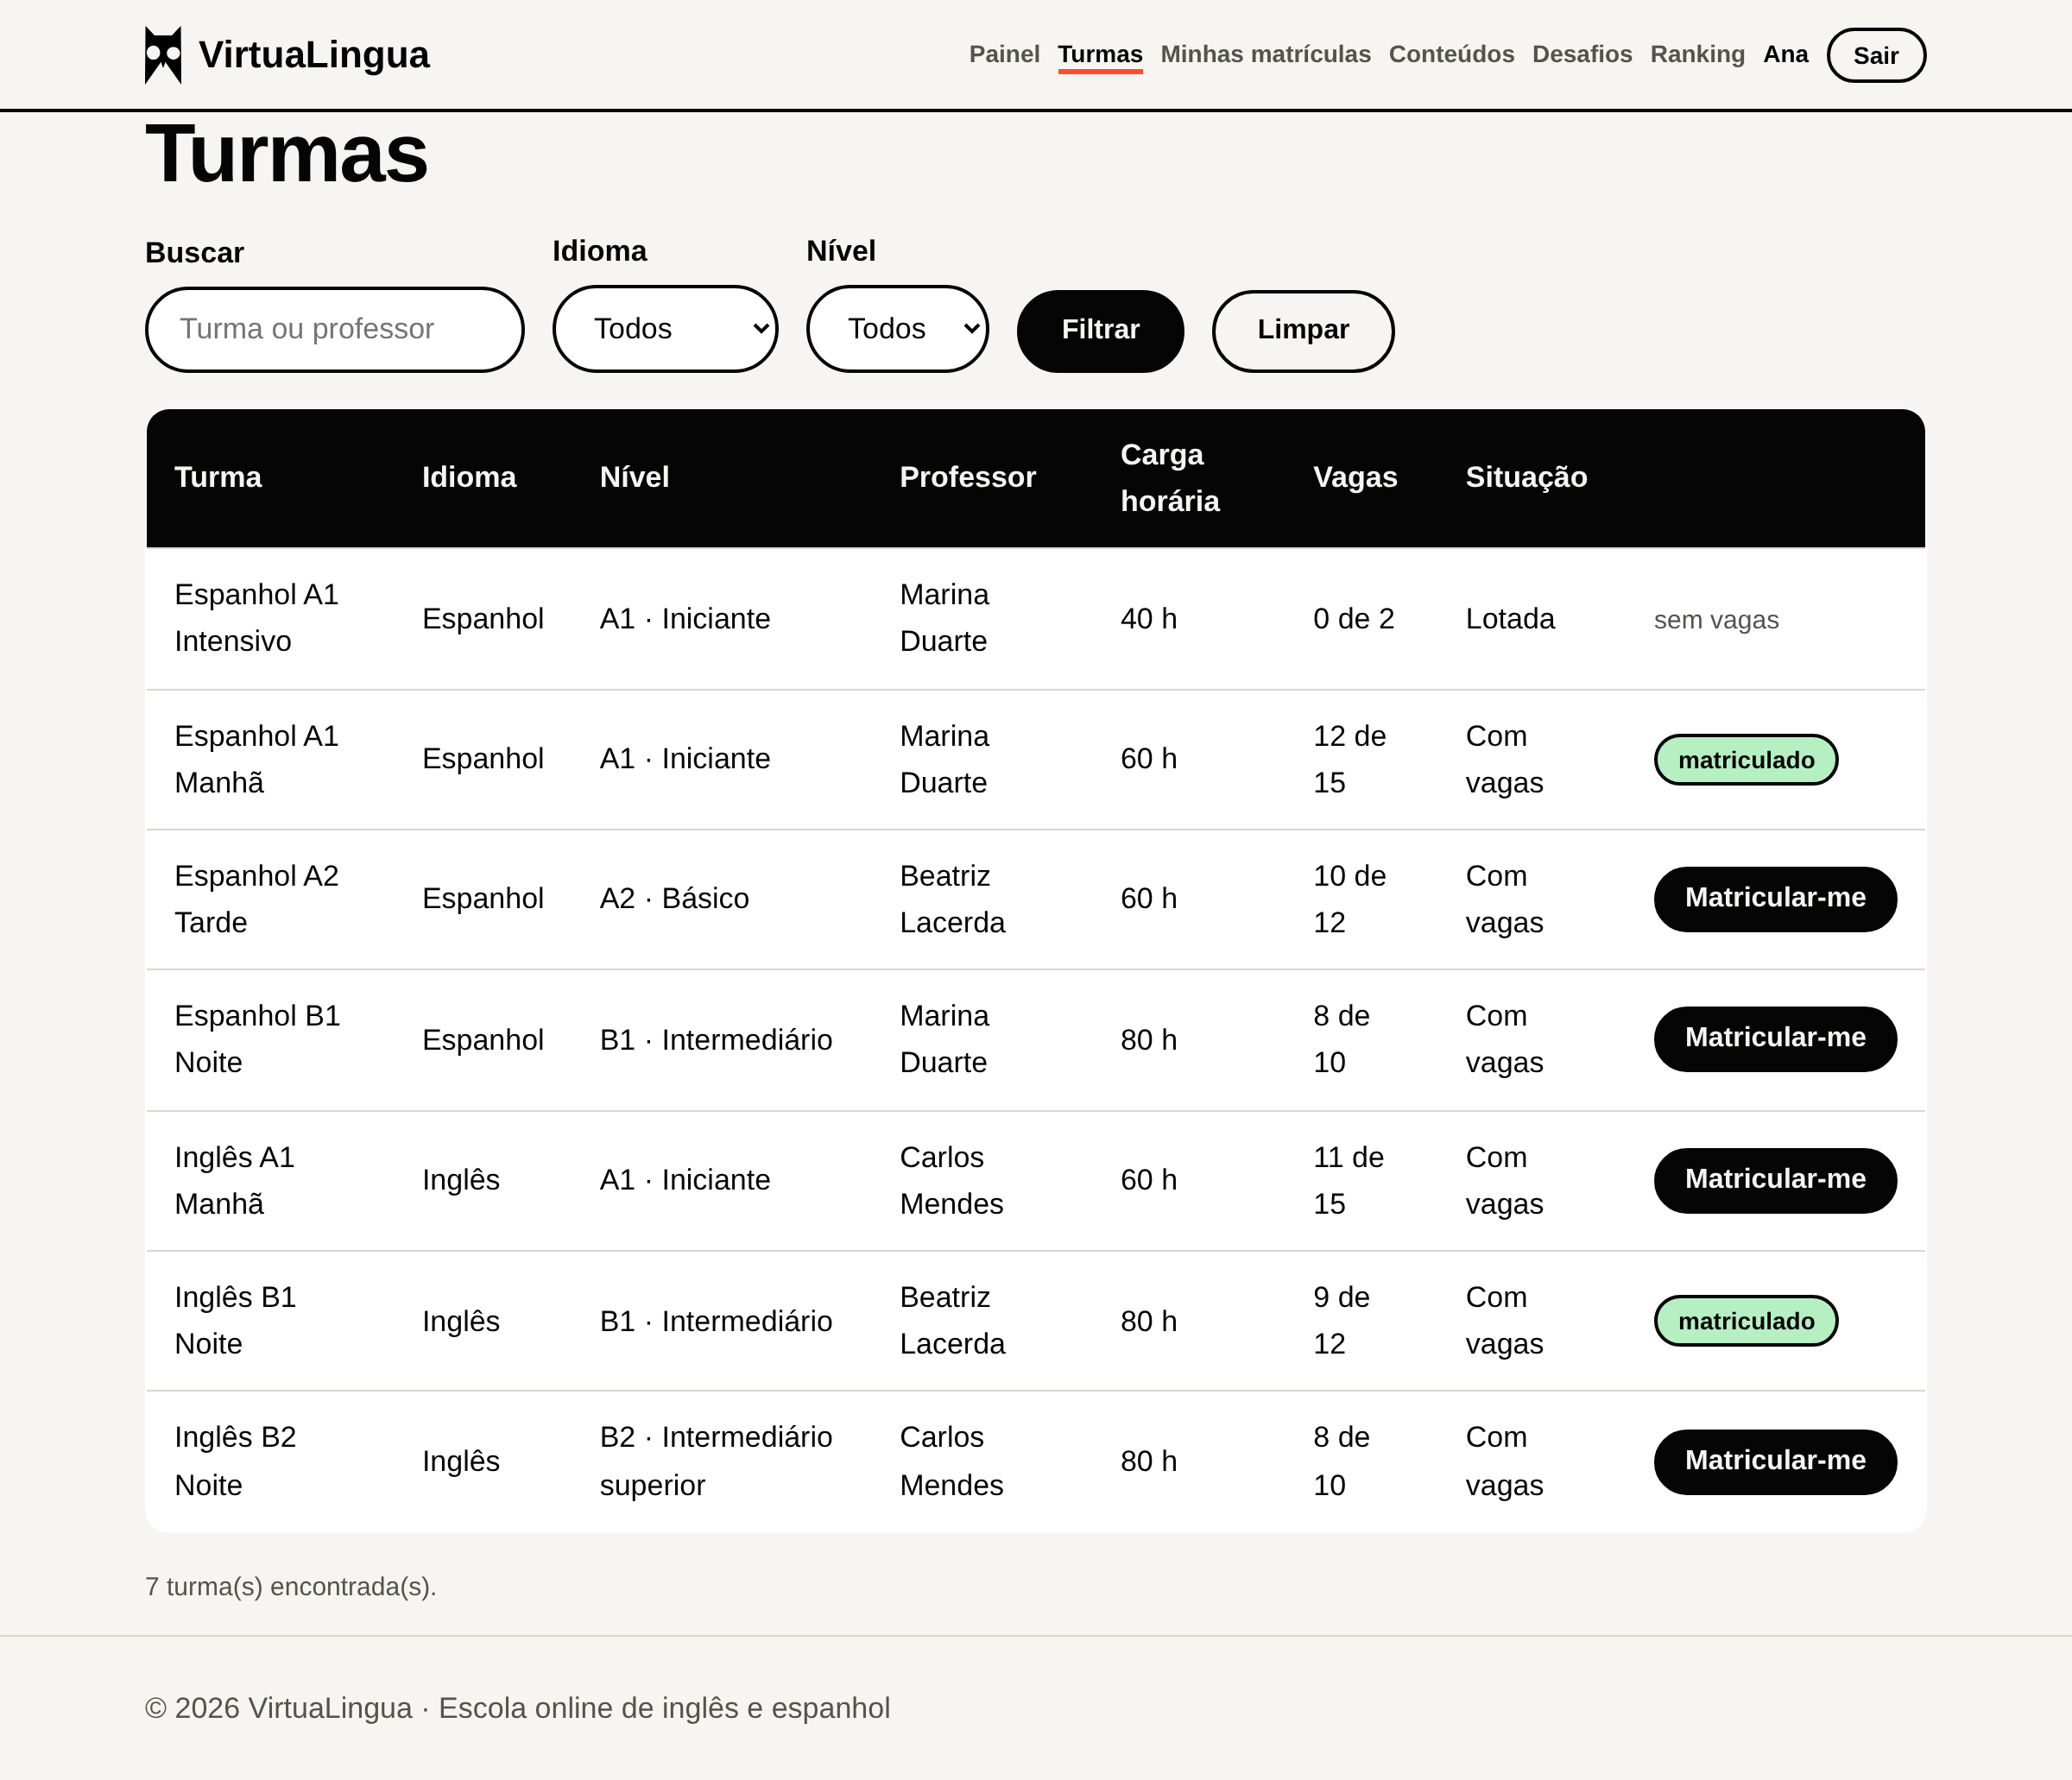 VirtuaLingua
Painel Turmas Minhas matrículas Conteúdos Desafios Ranking Ana Sair
Turmas
Buscar Idioma Nível
Turma ou professor Todos Todos Filtrar Limpar
Turma Idioma Nível Professor Carga horária Vagas Situação
Espanhol A1 Intensivo Espanhol A1 · Iniciante Marina Duarte 40 h 0 de 2 Lotada sem vagas
Espanhol A1 Manhã Espanhol A1 · Iniciante Marina Duarte 60 h 12 de 15 Com vagas matriculado
Espanhol A2 Tarde Espanhol A2 · Básico Beatriz Lacerda 60 h 10 de 12 Com vagas Matricular-me
Espanhol B1 Noite Espanhol B1 · Intermediário Marina Duarte 80 h 8 de 10 Com vagas Matricular-me
Inglês A1 Manhã Inglês A1 · Iniciante Carlos Mendes 60 h 11 de 15 Com vagas Matricular-me
Inglês B1 Noite Inglês B1 · Intermediário Beatriz Lacerda 80 h 9 de 12 Com vagas matriculado
Inglês B2 Noite Inglês B2 · Intermediário superior Carlos Mendes 80 h 8 de 10 Com vagas Matricular-me
7 turma(s) encontrada(s).
© 2026 VirtuaLingua · Escola online de inglês e espanhol